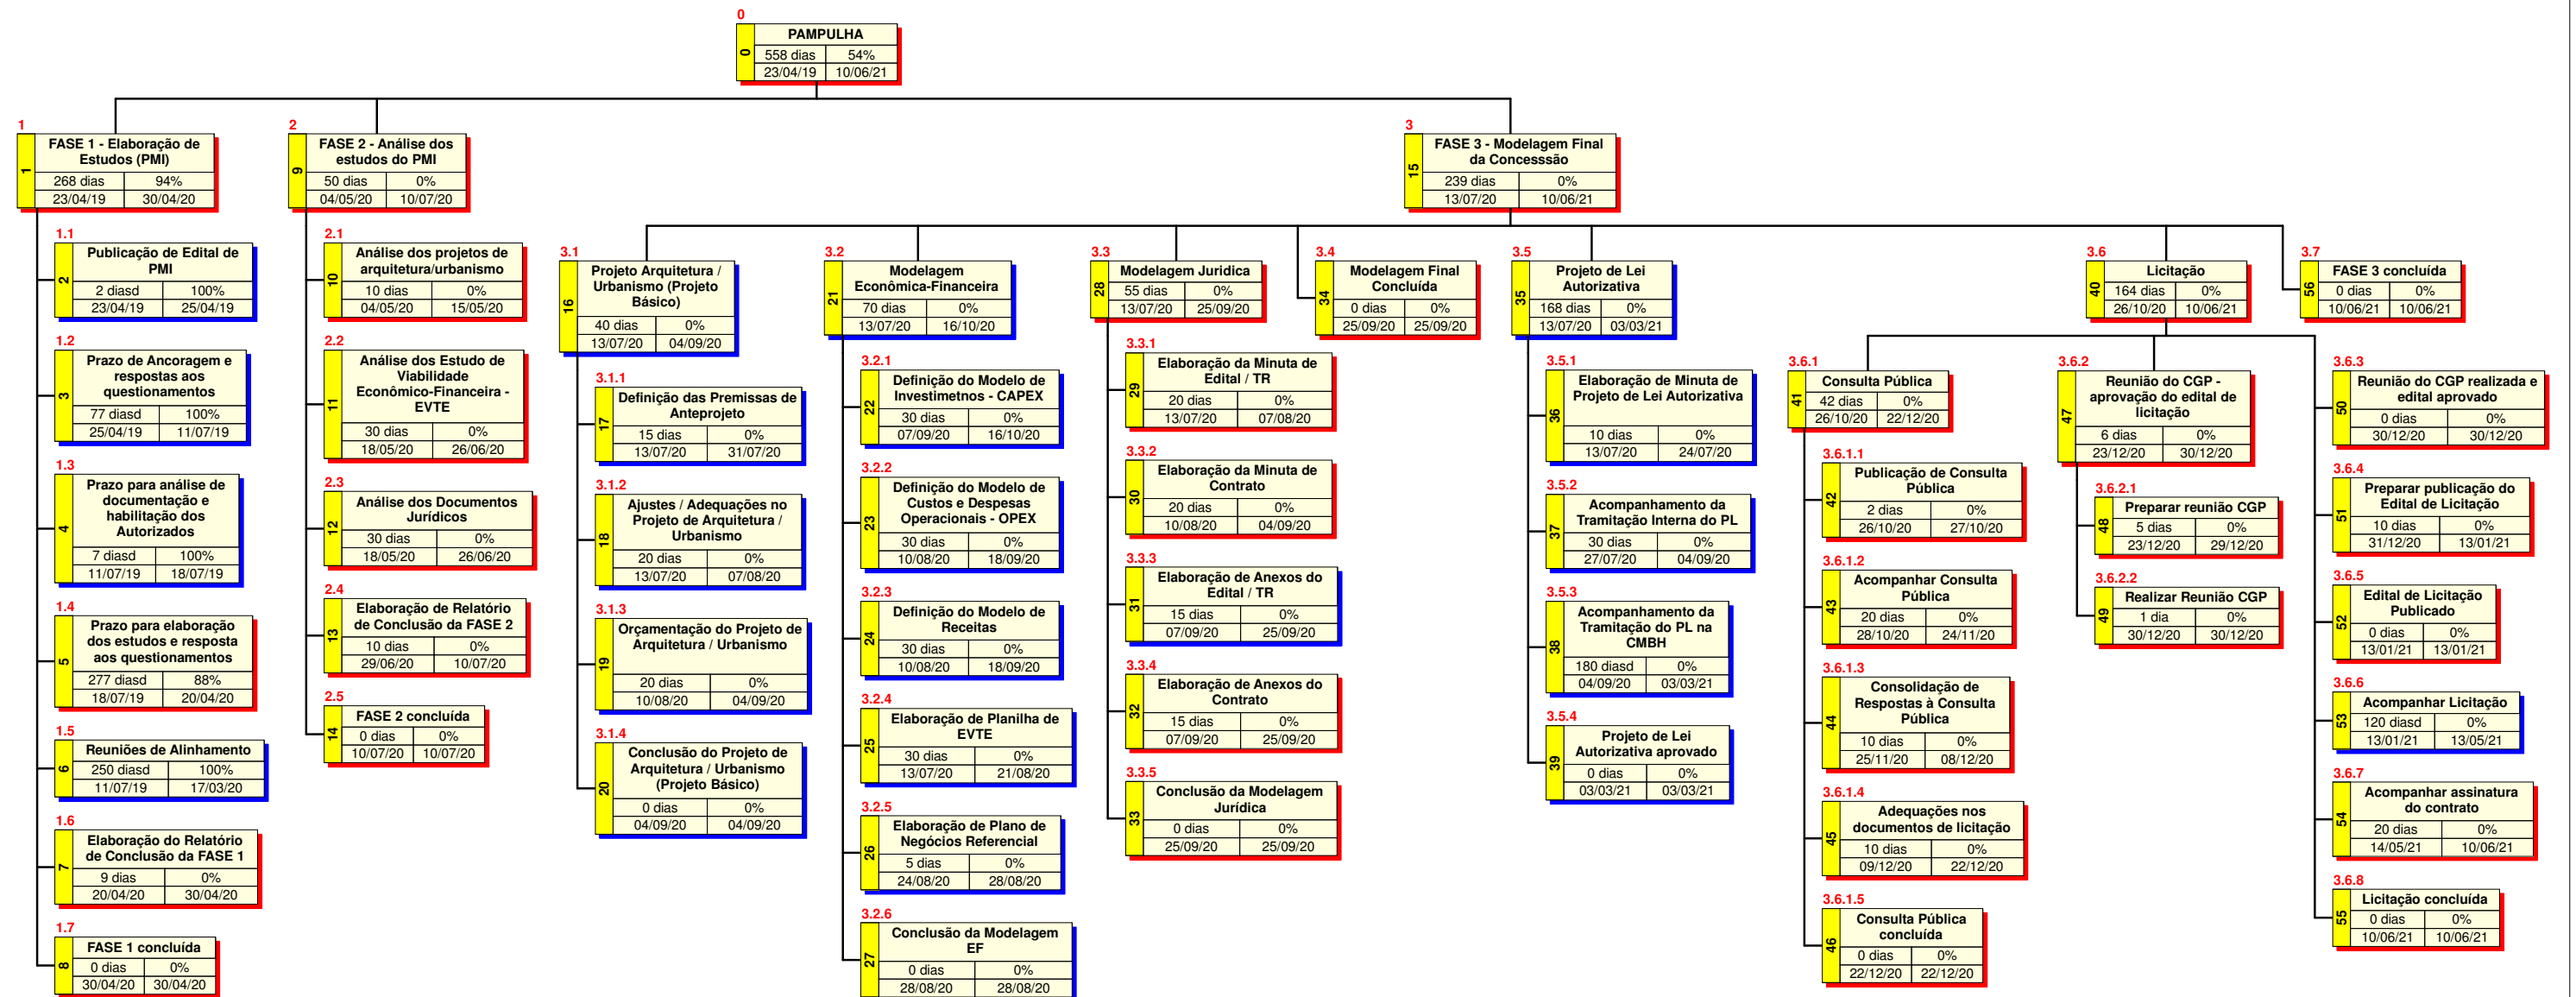 0
PAMPULHA
0
558 dias 54%
23/04/19 10/06/21
1
FASE 1 - Elaboração de
Estudos (PMI)
1
268 dias 94%
23/04/19 30/04/20
1.1
Publicação de Edital de
PMI
2
2 diasd 100%
23/04/19 25/04/19
1.2
Prazo de Ancoragem e
respostas aos
questionamentos
3
77 diasd 100%
25/04/19 11/07/19
1.3
Prazo para análise de
documentação e
habilitação dos
Autorizados
4
7 diasd 100%
11/07/19 18/07/19
1.4
Prazo para elaboração
dos estudos e resposta
aos questionamentos
5
277 diasd 88%
18/07/19 20/04/20
1.5
Reuniões de Alinhamento
6
250 diasd 100%
11/07/19 17/03/20
1.6
Elaboração do Relatório
de Conclusão da FASE 1
7
9 dias 0%
20/04/20 30/04/20
1.7
FASE 1 concluída
8
0 dias 0%
30/04/20 30/04/20
2
FASE 2 - Análise dos
estudos do PMI
9
50 dias 0%
04/05/20 10/07/20
2.1
Análise dos projetos de
arquitetura/urbanismo
10
10 dias 0%
04/05/20 15/05/20
2.2
Análise dos Estudo de
Viabilidade
Econômico-Financeira -
EVTE
11
30 dias 0%
18/05/20 26/06/20
2.3
Análise dos Documentos
Jurídicos
12
30 dias 0%
18/05/20 26/06/20
2.4
Elaboração de Relatório
de Conclusão da FASE 2
13
10 dias 0%
29/06/20 10/07/20
2.5
FASE 2 concluída
14
0 dias 0%
10/07/20 10/07/20
3
FASE 3 - Modelagem Final
da Concesssão
15
239 dias 0%
13/07/20 10/06/21
3.1
Projeto Arquitetura /
Urbanismo (Projeto
Básico)
16
40 dias 0%
13/07/20 04/09/20
3.1.1
Definição das Premissas de
Anteprojeto
17
15 dias 0%
13/07/20 31/07/20
3.1.2
Ajustes / Adequações no
Projeto de Arquitetura /
Urbanismo
18
20 dias 0%
13/07/20 07/08/20
3.1.3
Orçamentação do Projeto de
Arquitetura / Urbanismo
19
20 dias 0%
10/08/20 04/09/20
3.1.4
Conclusão do Projeto de
Arquitetura / Urbanismo
(Projeto Básico)
20
0 dias 0%
04/09/20 04/09/20
3.2
Modelagem
Econômica-Financeira
21
70 dias 0%
13/07/20 16/10/20
3.2.1
Definição do Modelo de
Investimetnos - CAPEX
22
30 dias 0%
07/09/20 16/10/20
3.2.2
Definição do Modelo de
Custos e Despesas
Operacionais - OPEX
23
30 dias 0%
10/08/20 18/09/20
3.2.3
Definição do Modelo de
Receitas
24
30 dias 0%
10/08/20 18/09/20
3.2.4
Elaboração de Planilha de
EVTE
25
30 dias 0%
13/07/20 21/08/20
3.2.5
Elaboração de Plano de
Negócios Referencial
26
5 dias 0%
24/08/20 28/08/20
3.2.6
Conclusão da Modelagem
EF
27
0 dias 0%
28/08/20 28/08/20
3.3
Modelagem Juridica
28
55 dias 0%
13/07/20 25/09/20
3.3.1
Elaboração da Minuta de
Edital / TR
29
20 dias 0%
13/07/20 07/08/20
3.3.2
Elaboração da Minuta de
Contrato
30
20 dias 0%
10/08/20 04/09/20
3.3.3
Elaboração de Anexos do
Edital / TR
31
15 dias 0%
07/09/20 25/09/20
3.3.4
Elaboração de Anexos do
Contrato
32
15 dias 0%
07/09/20 25/09/20
3.3.5
Conclusão da Modelagem
Jurídica
33
0 dias 0%
25/09/20 25/09/20
3.4
Modelagem Final
Concluída
34
0 dias 0%
25/09/20 25/09/20
3.5
Projeto de Lei
Autorizativa
35
168 dias 0%
13/07/20 03/03/21
3.5.1
Elaboração de Minuta de
Projeto de Lei Autorizativa
36
10 dias 0%
13/07/20 24/07/20
3.5.2
Acompanhamento da
Tramitação Interna do PL
37
30 dias 0%
27/07/20 04/09/20
3.5.3
Acompanhamento da
Tramitação do PL na
CMBH
38
180 diasd 0%
04/09/20 03/03/21
3.5.4
Projeto de Lei
Autorizativa aprovado
39
0 dias 0%
03/03/21 03/03/21
3.6
Licitação
40
164 dias 0%
26/10/20 10/06/21
3.6.1
Consulta Pública
41
42 dias 0%
26/10/20 22/12/20
3.6.1.1
Publicação de Consulta
Pública
42
2 dias 0%
26/10/20 27/10/20
3.6.1.2
Acompanhar Consulta
Pública
43
20 dias 0%
28/10/20 24/11/20
3.6.1.3
Consolidação de
Respostas à Consulta
Pública
44
10 dias 0%
25/11/20 08/12/20
3.6.1.4
Adequações nos
documentos de licitação
45
10 dias 0%
09/12/20 22/12/20
3.6.1.5
Consulta Pública
concluída
46
0 dias 0%
22/12/20 22/12/20
3.6.2
Reunião do CGP -
aprovação do edital de
licitação
47
6 dias 0%
23/12/20 30/12/20
3.6.2.1
Preparar reunião CGP
48
5 dias 0%
23/12/20 29/12/20
3.6.2.2
Realizar Reunião CGP
49
1 dia 0%
30/12/20 30/12/20
3.6.3
Reunião do CGP realizada e
edital aprovado
50
0 dias 0%
30/12/20 30/12/20
3.6.4
Preparar publicação do
Edital de Licitação
51
10 dias 0%
31/12/20 13/01/21
3.6.5
Edital de Licitação
Publicado
52
0 dias 0%
13/01/21 13/01/21
3.6.6
Acompanhar Licitação
53
120 diasd 0%
13/01/21 13/05/21
3.6.7
Acompanhar assinatura
do contrato
54
20 dias 0%
14/05/21 10/06/21
3.6.8
Licitação concluída
55
0 dias 0%
10/06/21 10/06/21
3.7
FASE 3 concluída
56
0 dias 0%
10/06/21 10/06/21